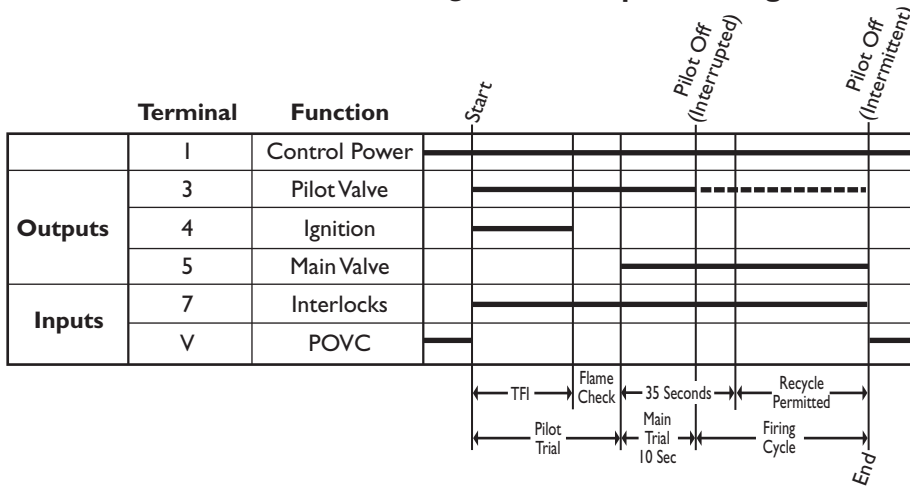 Start
Pilot Off
(Interrupted)
Pilot Off
(Intermittent)
Terminal Function
1 Control Power
Outputs
3 Pilot Valve
4 Ignition
5 Main Valve
Inputs
7 Interlocks
V POVC
TFI
Flame
Check
35 Seconds
Recycle
Permitted
Pilot
Trial
Main
Trial
10 Sec
Firing
Cycle
End